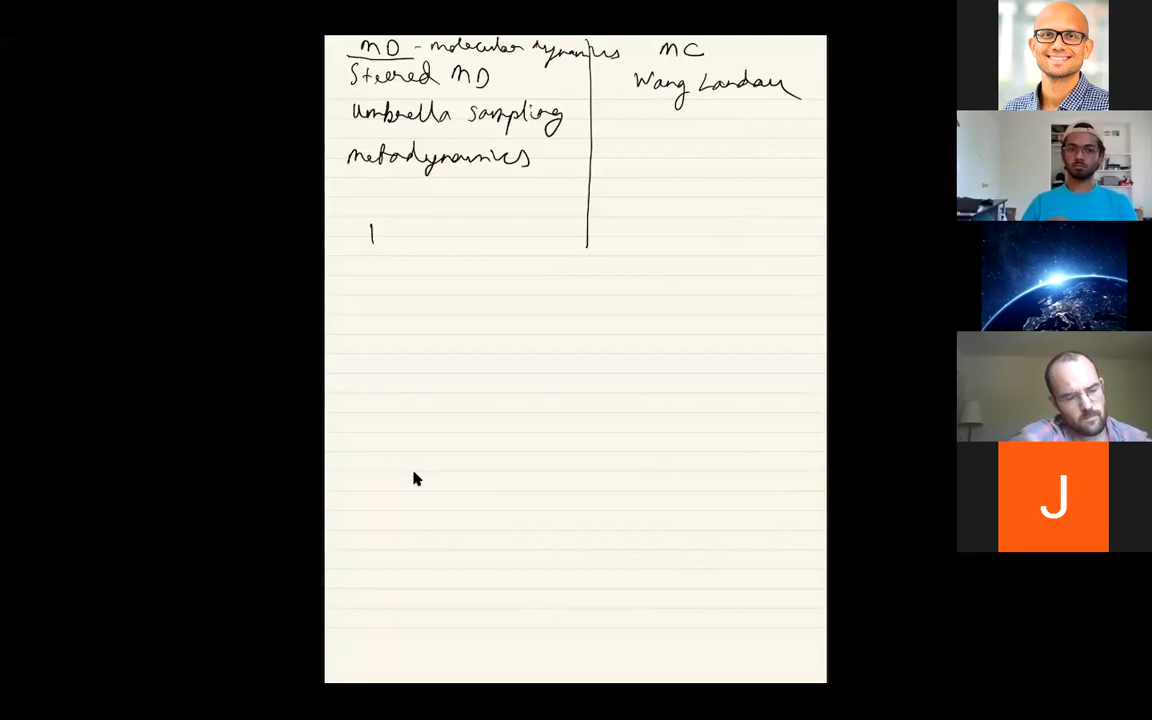 MD - molecular dynamics
Steered MD
Umbrella sampling
Metadynamics
MC
Wang Landau
J